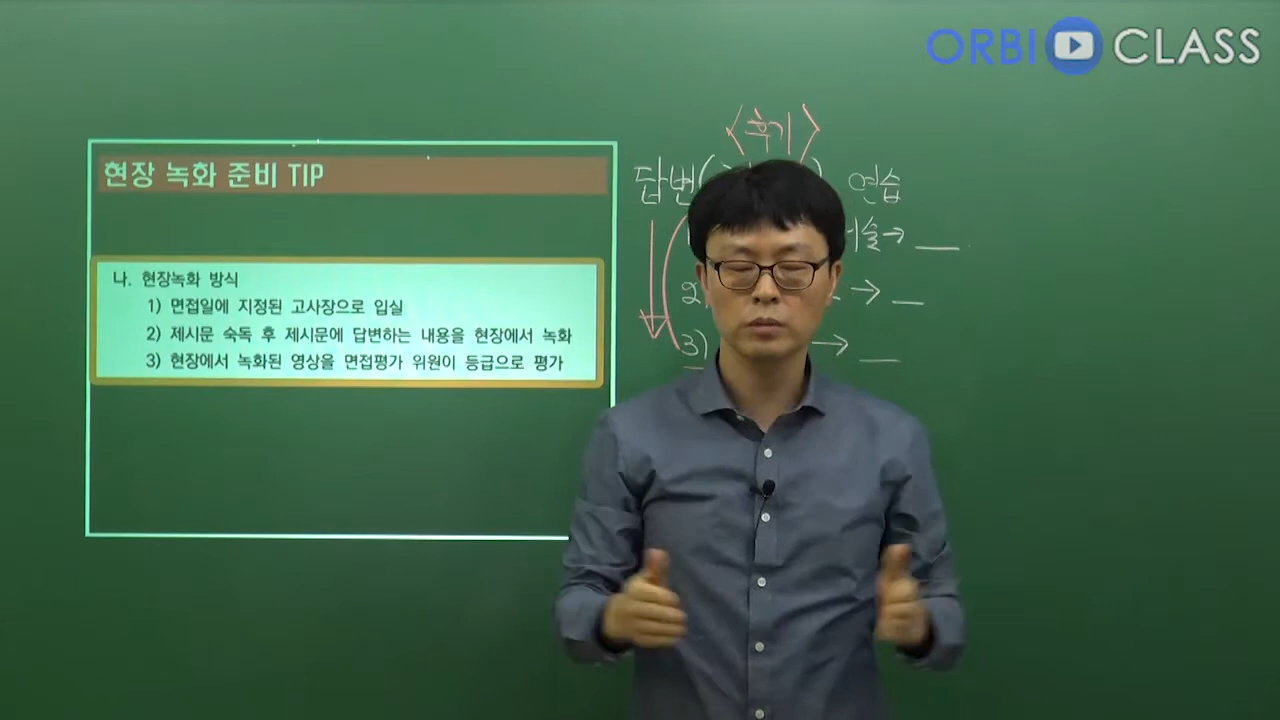 ORBI CLASS
현장 녹화 준비 TIP
나. 현장녹화 방식
1) 면접일에 지정된 고사장으로 입실
2) 제시문 숙독 후 제시문에 답변하는 내용을 현장에서 녹화
3) 현장에서 녹화된 영상을 면접평가 위원이 등급으로 평가
<후기>
답변( ) 연습
술→
2) →
3) →